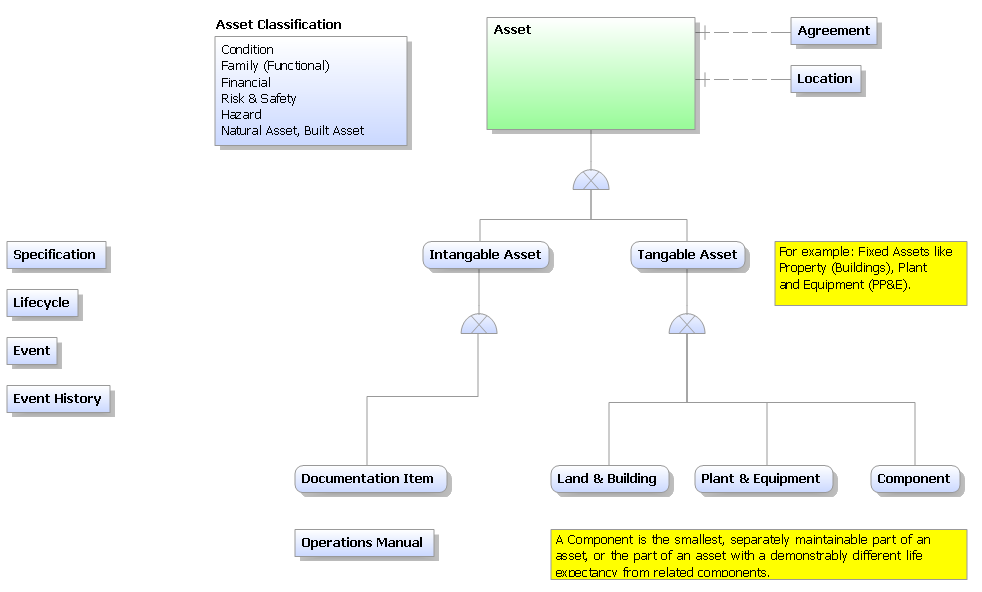 Asset Classification
Condition
Family (Functional)
Financial
Risk & Safety
Hazard
Natural Asset, Built Asset
Asset
Agreement
Location
Specification
Lifecycle
Event
Event History
Intangable Asset
Tangable Asset
For example: Fixed Assets like
Property (Buildings), Plant
and Equipment (PP&E).
Documentation Item
Land & Building
Plant & Equipment
Component
Operations Manual
A Component is the smallest, separately maintainable part of an
asset, or the part of an asset with a demonstrably different life
expectancy from related components.